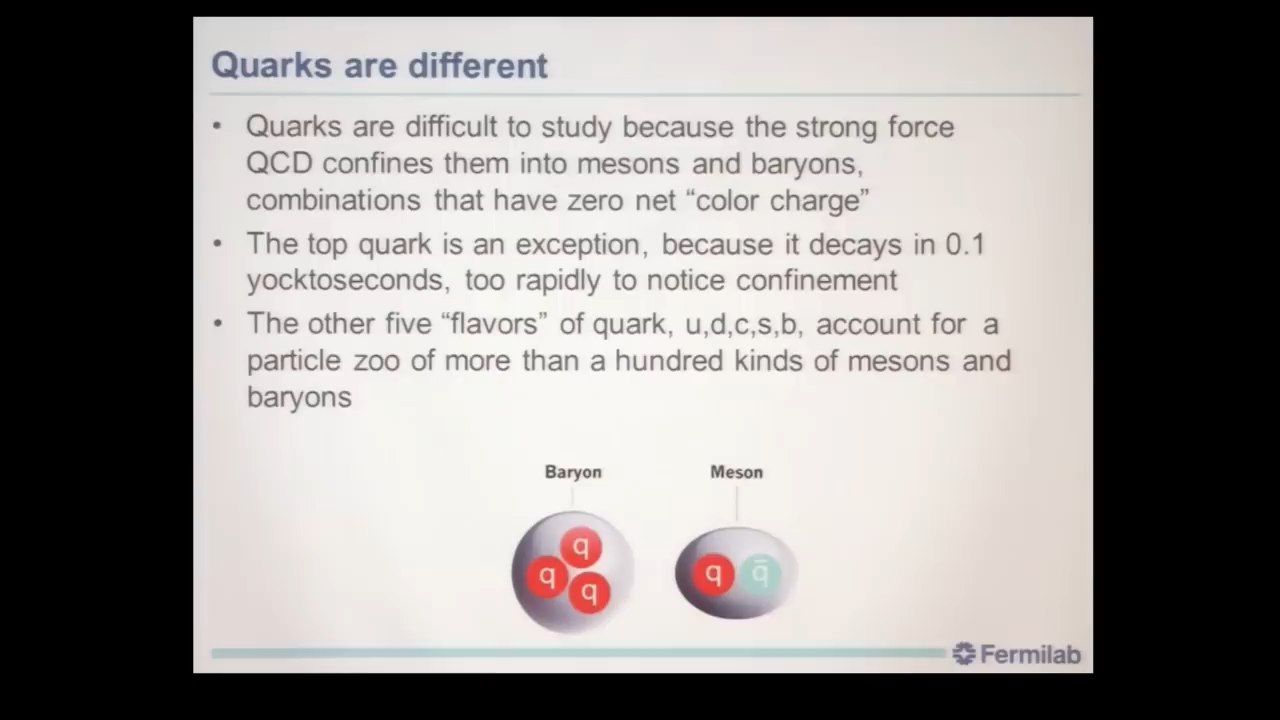 Quarks are different
• Quarks are difficult to study because the strong force
QCD confines them into mesons and baryons,
combinations that have zero net “color charge”
• The top quark is an exception, because it decays in 0.1
yocktoseconds, too rapidly to notice confinement
• The other five “flavors” of quark, u,d,c,s,b, account for a
particle zoo of more than a hundred kinds of mesons and
baryons
Baryon Meson
q
q
q
q q̄
Fermilab